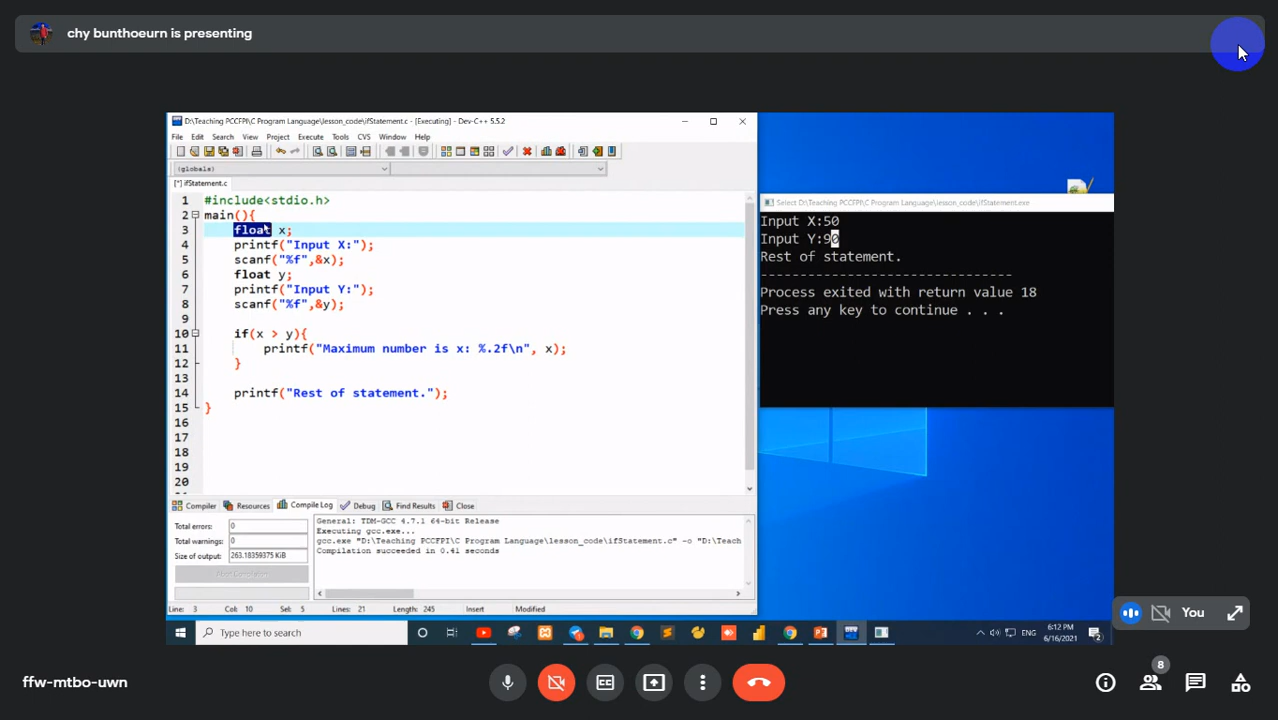 chy bunthoeurn is presenting
D:\Teaching PCCFPI\C Program Language\lesson_code\ifStatement.c - [Executing] - Dev-C++ 5.5.2
File Edit Search View Project Execute Tools CVS Window Help
(globals)
[*] ifStatement.c
1 #include<stdio.h>
2 main(){
3 float x;
4 printf("Input X:");
5 scanf("%f",&x);
6 float y;
7 printf("Input Y:");
8 scanf("%f",&y);
9
10 if(x > y){
11 printf("Maximum number is x: %.2f\n", x);
12 }
13
14 printf("Rest of statement.");
15 }
16
17
18
19
20
Select D:\Teaching PCCFPI\C Program Language\lesson_code\ifStatement.exe
Input X:50
Input Y:90
Rest of statement.
--------------------------------
Process exited with return value 18
Press any key to continue . . .
Compiler Resources Compile Log Debug Find Results Close
Total errors: 0
Total warnings: 0
Size of output: 263.18359375 KiB
General: TDM-GCC 4.7.1 64-bit Release
Executing gcc.exe...
gcc.exe "D:\Teaching PCCFPI\C Program Language\lesson_code\ifStatement.c" -o "D:\Teach
Compilation succeeded in 0.41 seconds
Line: 3 Col: 10 Sel: 5 Lines: 21 Length: 245 Insert Modified
Type here to search
ENG
6:12 PM
6/16/2021
2
You
ffw-mtbo-uwn
8